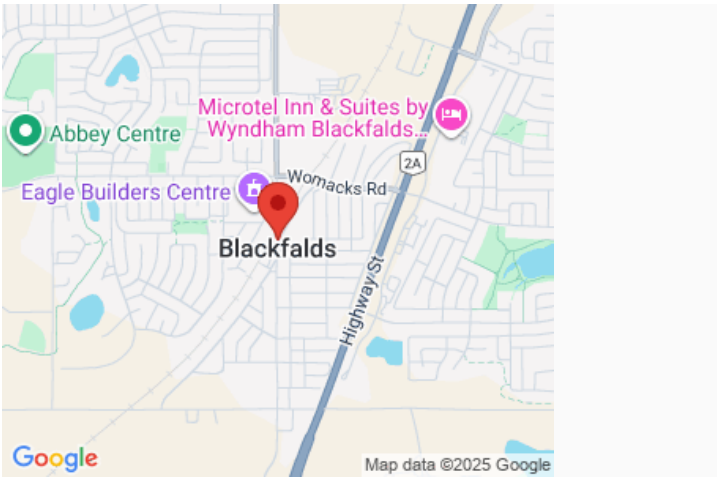 Microtel Inn & Suites by
Wyndham Blackfalds...
Abbey Centre
2A
Womacks Rd
Eagle Builders Centre
Blackfalds
Highway St
Google
Map data ©2025 Google